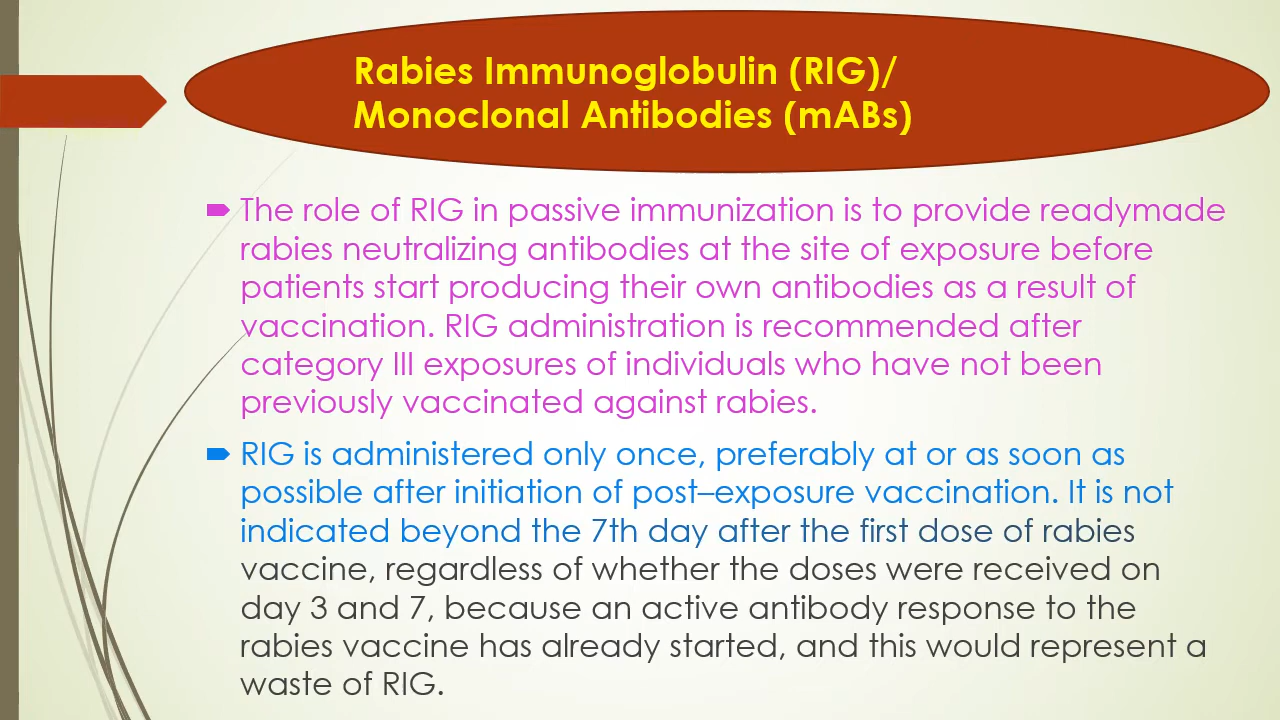 Rabies Immunoglobulin (RIG)/
Monoclonal Antibodies (mABs)
The role of RIG in passive immunization is to provide readymade
rabies neutralizing antibodies at the site of exposure before
patients start producing their own antibodies as a result of
vaccination. RIG administration is recommended after
category III exposures of individuals who have not been
previously vaccinated against rabies.
RIG is administered only once, preferably at or as soon as
possible after initiation of post–exposure vaccination. It is not
indicated beyond the 7th day after the first dose of rabies
vaccine, regardless of whether the doses were received on
day 3 and 7, because an active antibody response to the
rabies vaccine has already started, and this would represent a
waste of RIG.